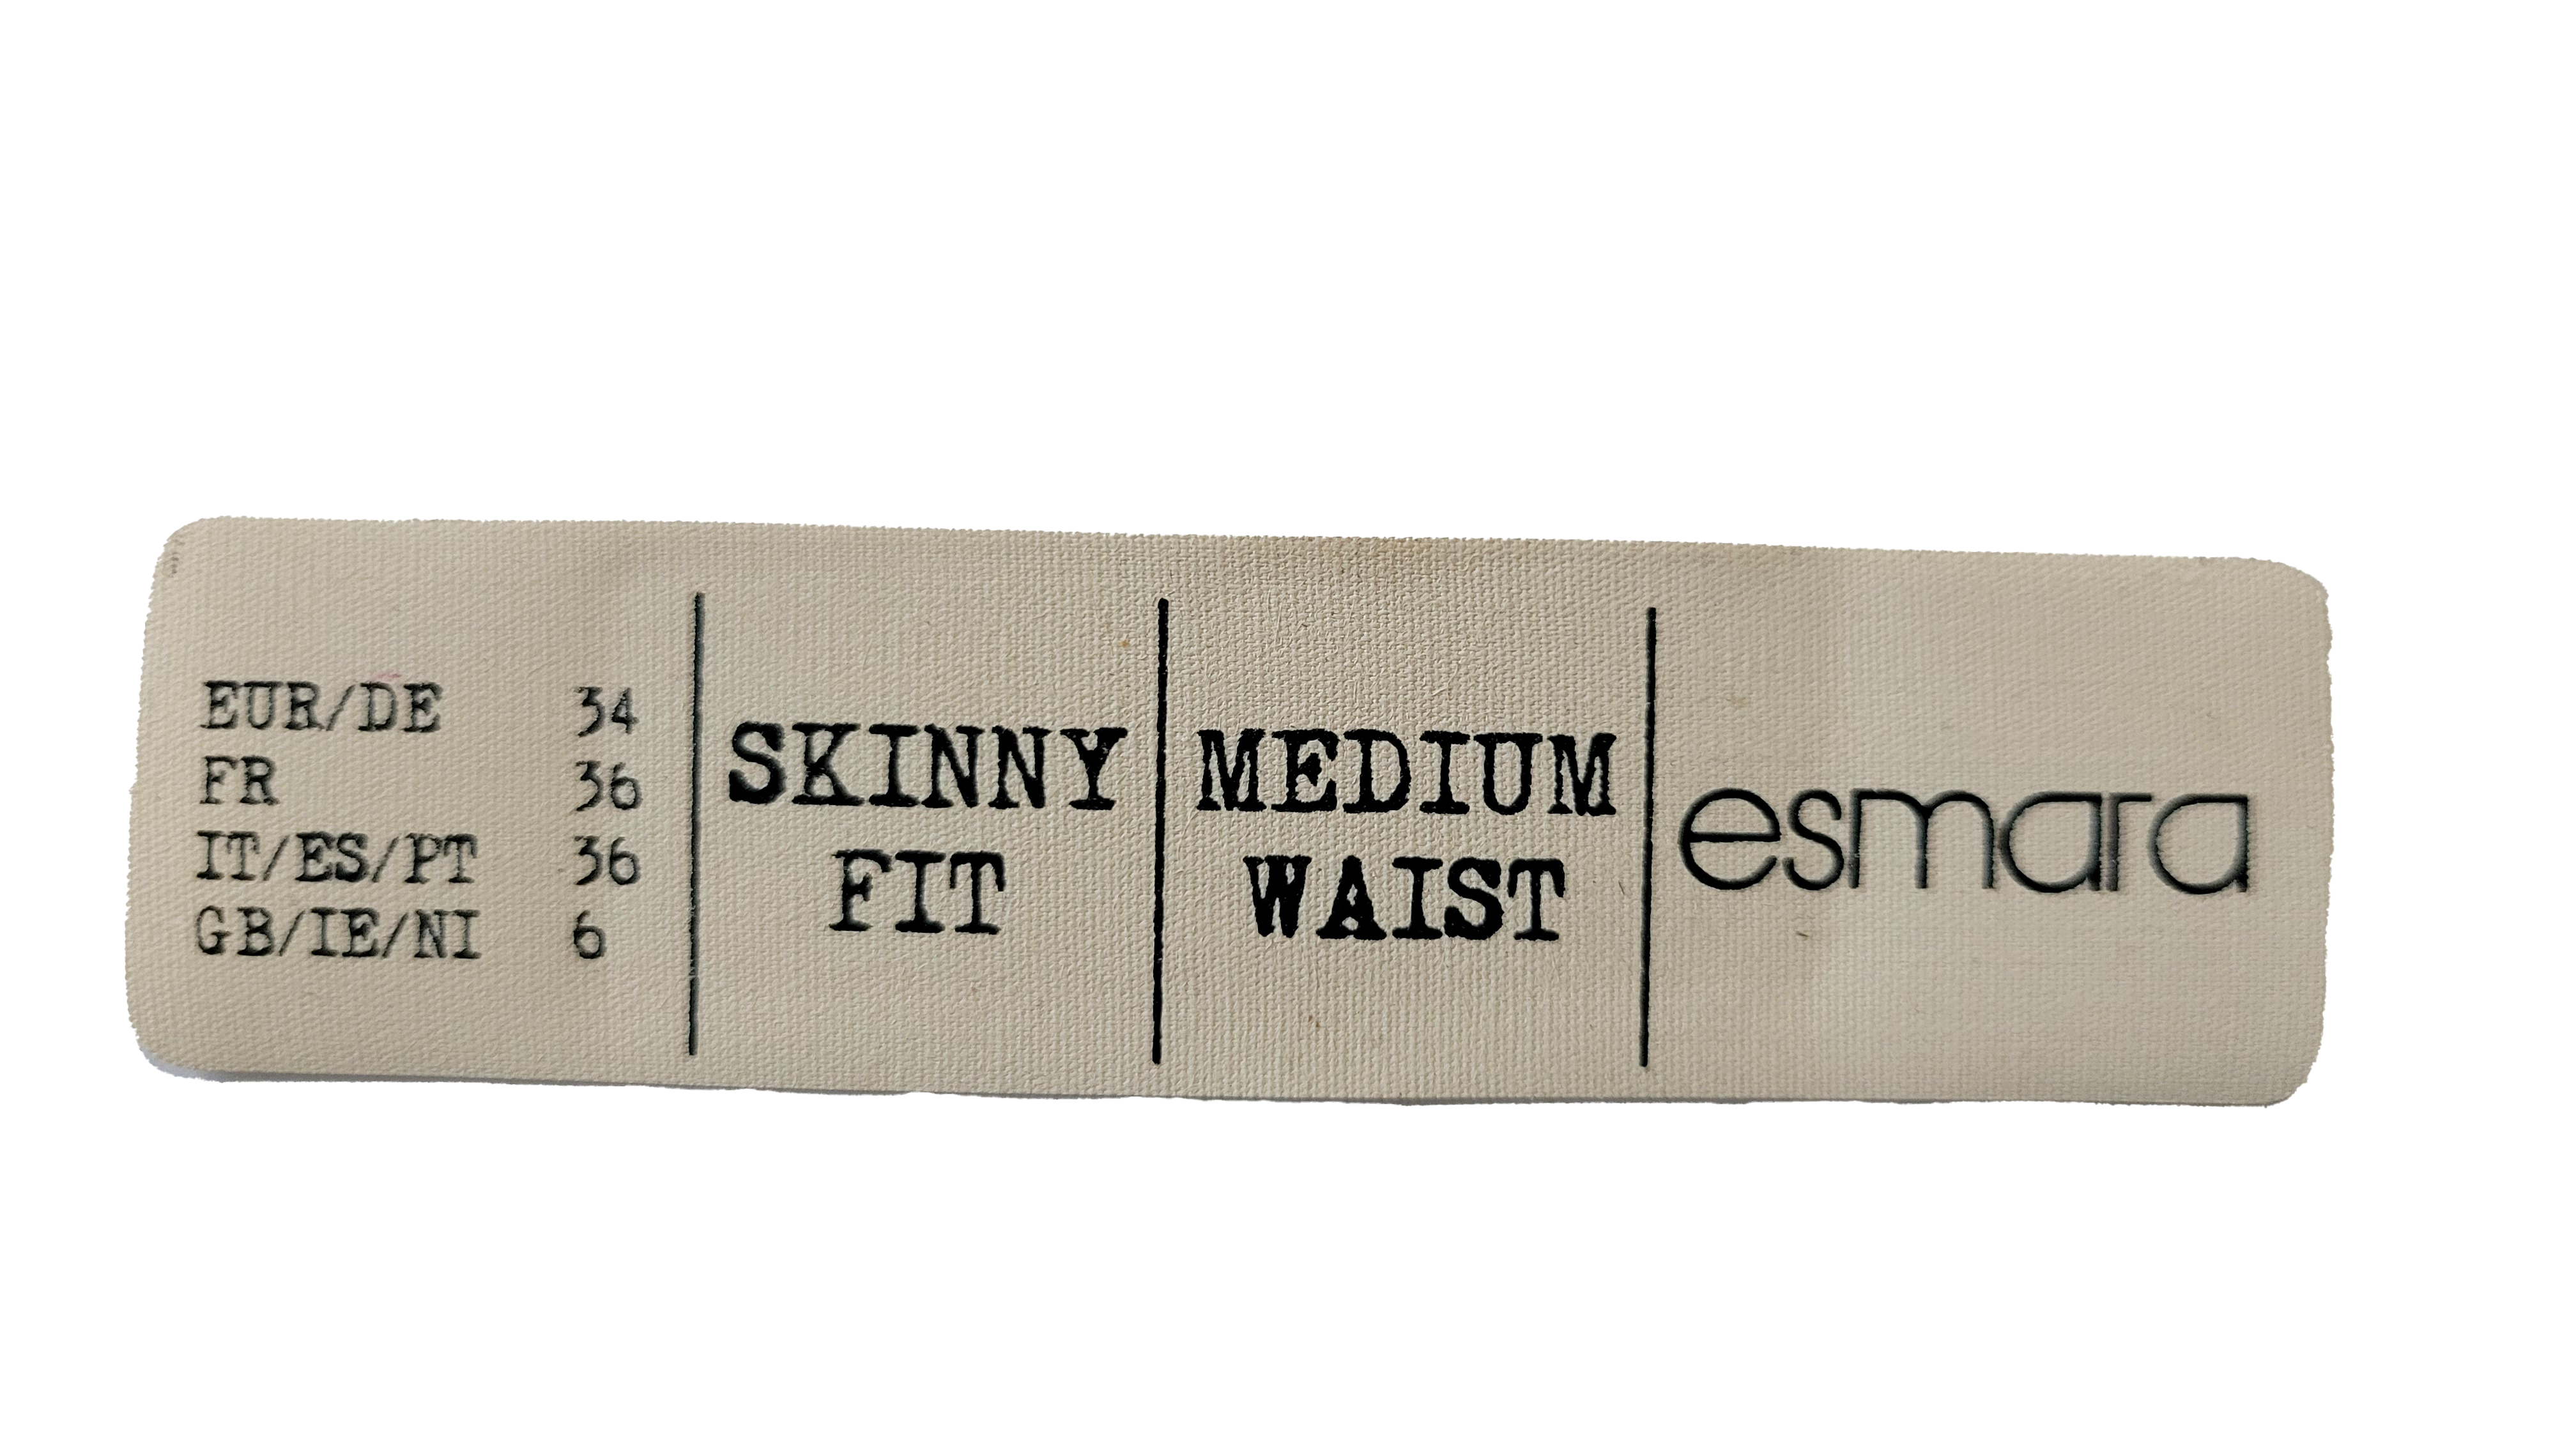 EUR/DE 34
FR 36
IT/ES/PT 36
GB/IE/NI 6
SKINNY
FIT
MEDIUM
WAIST
esmara